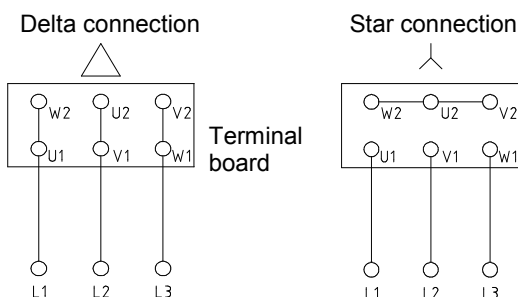 Delta connection
Star connection
W2 U2 V2
U1 V1 W1
Terminal
board
W2 U2 V2
U1 V1 W1
L1 L2 L3
L1 L2 L3